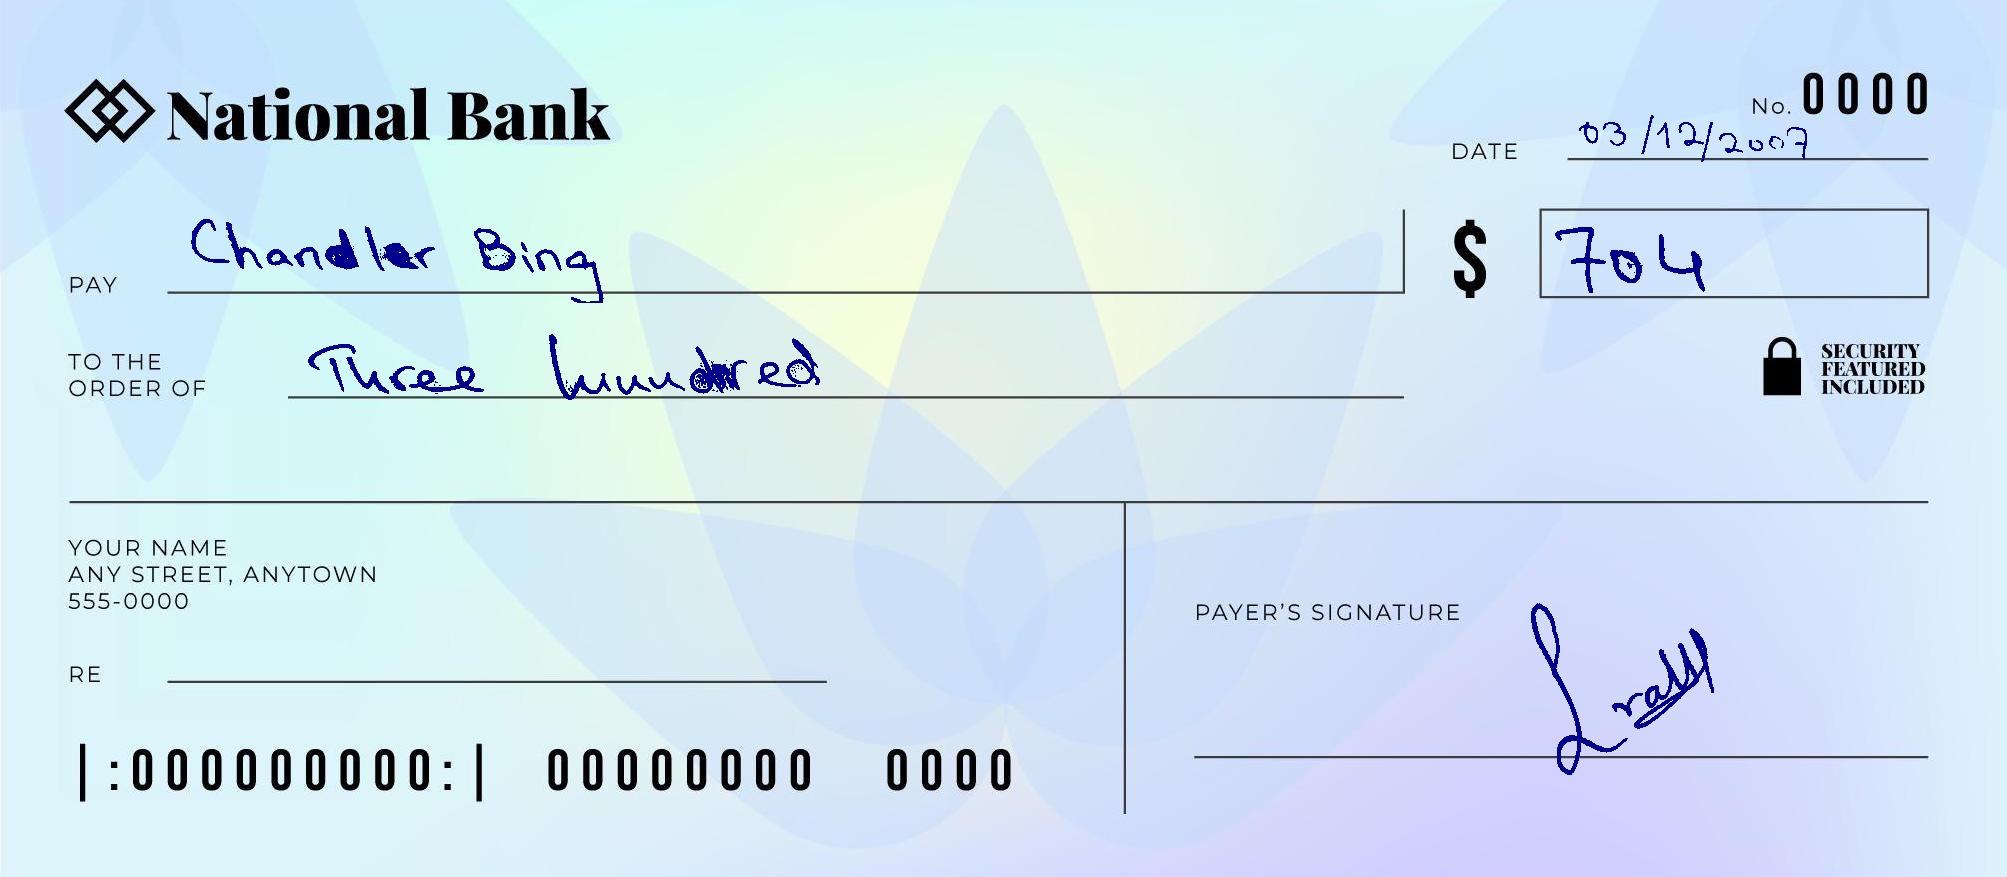 National Bank
No. 0000
DATE 03/12/2007
PAY Chandler Bing
$ 704
TO THE
ORDER OF Three hundred
SECURITY
FEATURED
INCLUDED
YOUR NAME
ANY STREET, ANYTOWN
555-0000
PAYER'S SIGNATURE
RE
|:000000000:| 00000000 0000